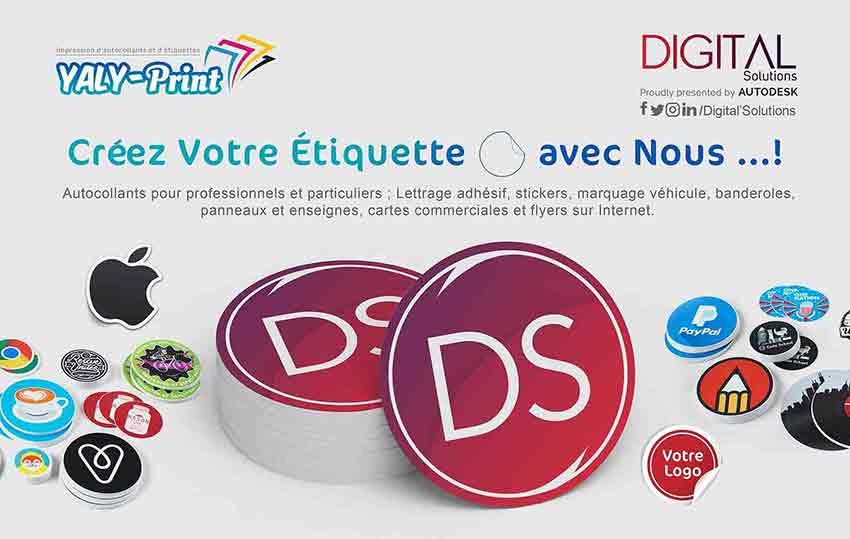 impression d'autocollants et d'étiquettes
YALY-Print
DIGITAL
Solutions
Proudly presented by AUTODESK
/Digital'Solutions
Créez Votre Étiquette avec Nous ...!
Autocollants pour professionnels et particuliers ; Lettrage adhésif, stickers, marquage véhicule, banderoles,
panneaux et enseignes, cartes commerciales et flyers sur Internet.
DS
DS
PayPal
Votre
Logo